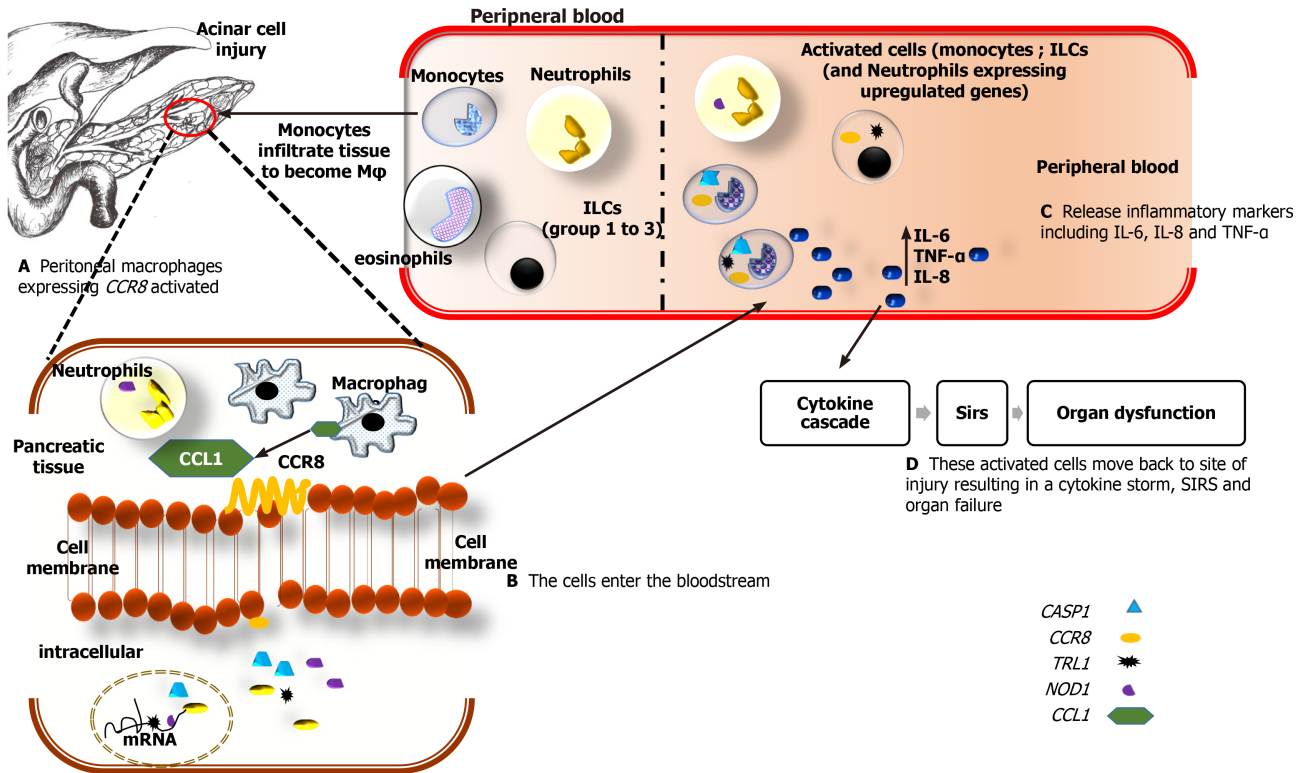 Peripneral blood
Acinar cell
injury
Monocytes
Neutrophils
Monocytes
infiltrate tissue
to become Mφ
ILCs
(group 1 to 3)
eosinophils
Activated cells (monocytes ; ILCs
(and Neutrophils expressing
upregulated genes)
Peripheral blood
C Release inflammatory markers
including IL-6, IL-8 and TNF-ɑ
IL-6
TNF-ɑ
IL-8
A Peritoneal macrophages
expressing CCR8 activated
Neutrophils
Macrophag
Pancreatic
tissue
CCL1
CCR8
Cell
membrane
Cell
membrane
B The cells enter the bloodstream
intracellular
mRNA
Cytokine
cascade
Sirs
Organ dysfunction
D These activated cells move back to site of
injury resulting in a cytokine storm, SIRS and
organ failure
CASP1
CCR8
TRL1
NOD1
CCL1